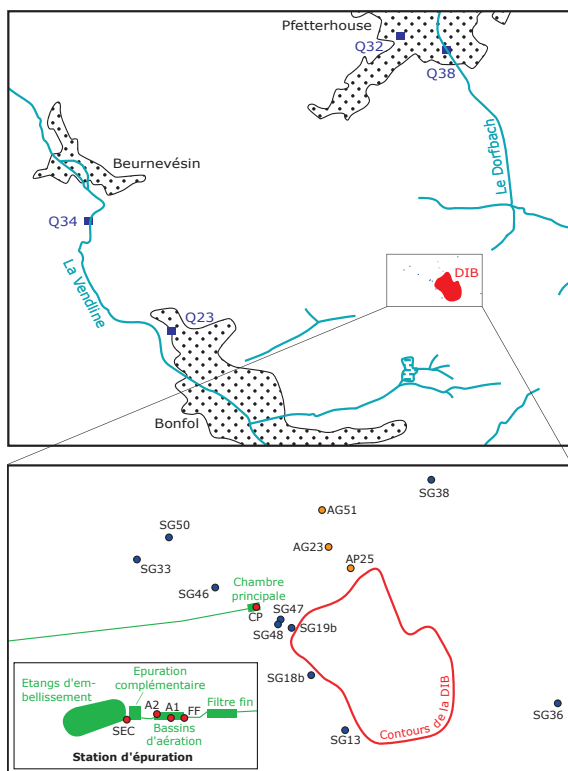 Pfetterhouse
Q32
Q38
Le Dorfbach
Beurnevésin
Q34
La Vendline
DIB
Q23
Bonfol
SG38
AG51
SG50
AG23
SG33
AP25
SG46
Chambre
principale
CP
SG47
SG48
SG19b
SG18b
SG36
SG13
Contours de la DIB
Etangs d'em-
bellissement
Epuration
complémentaire
A2
A1
FF
Filtre fin
SEC
Bassins
d'aération
Station d'épuration